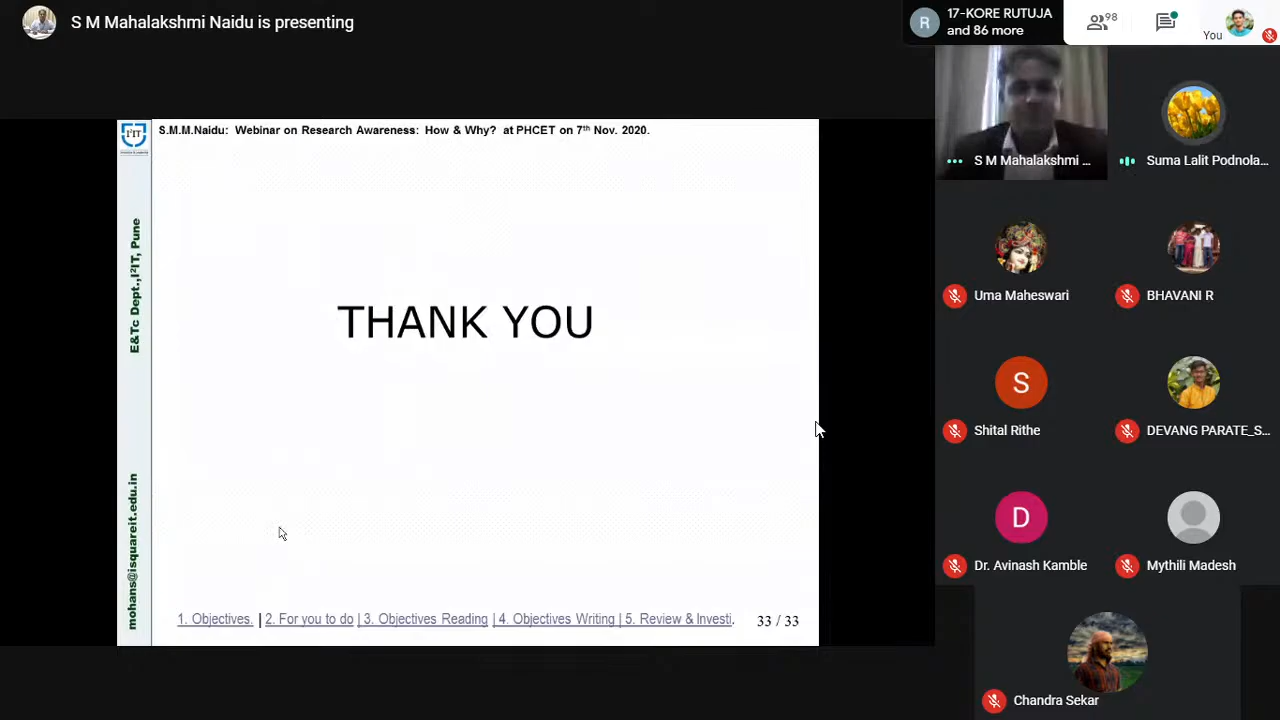 S M Mahalakshmi Naidu is presenting
R
17-KORE RUTUJA
and 86 more
98
You
I²IT
S.M.M.Naidu: Webinar on Research Awareness: How & Why? at PHCET on 7th Nov. 2020.
E&Tc Dept.,I²IT, Pune
mohans@isquareit.edu.in
THANK YOU
1. Objectives. | 2. For you to do | 3. Objectives Reading | 4. Objectives Writing | 5. Review & Investi.
33 / 33
S M Mahalakshmi ...
Suma Lalit Podnola...
Uma Maheswari
BHAVANI R
S
Shital Rithe
DEVANG PARATE_S...
D
Dr. Avinash Kamble
Mythili Madesh
Chandra Sekar